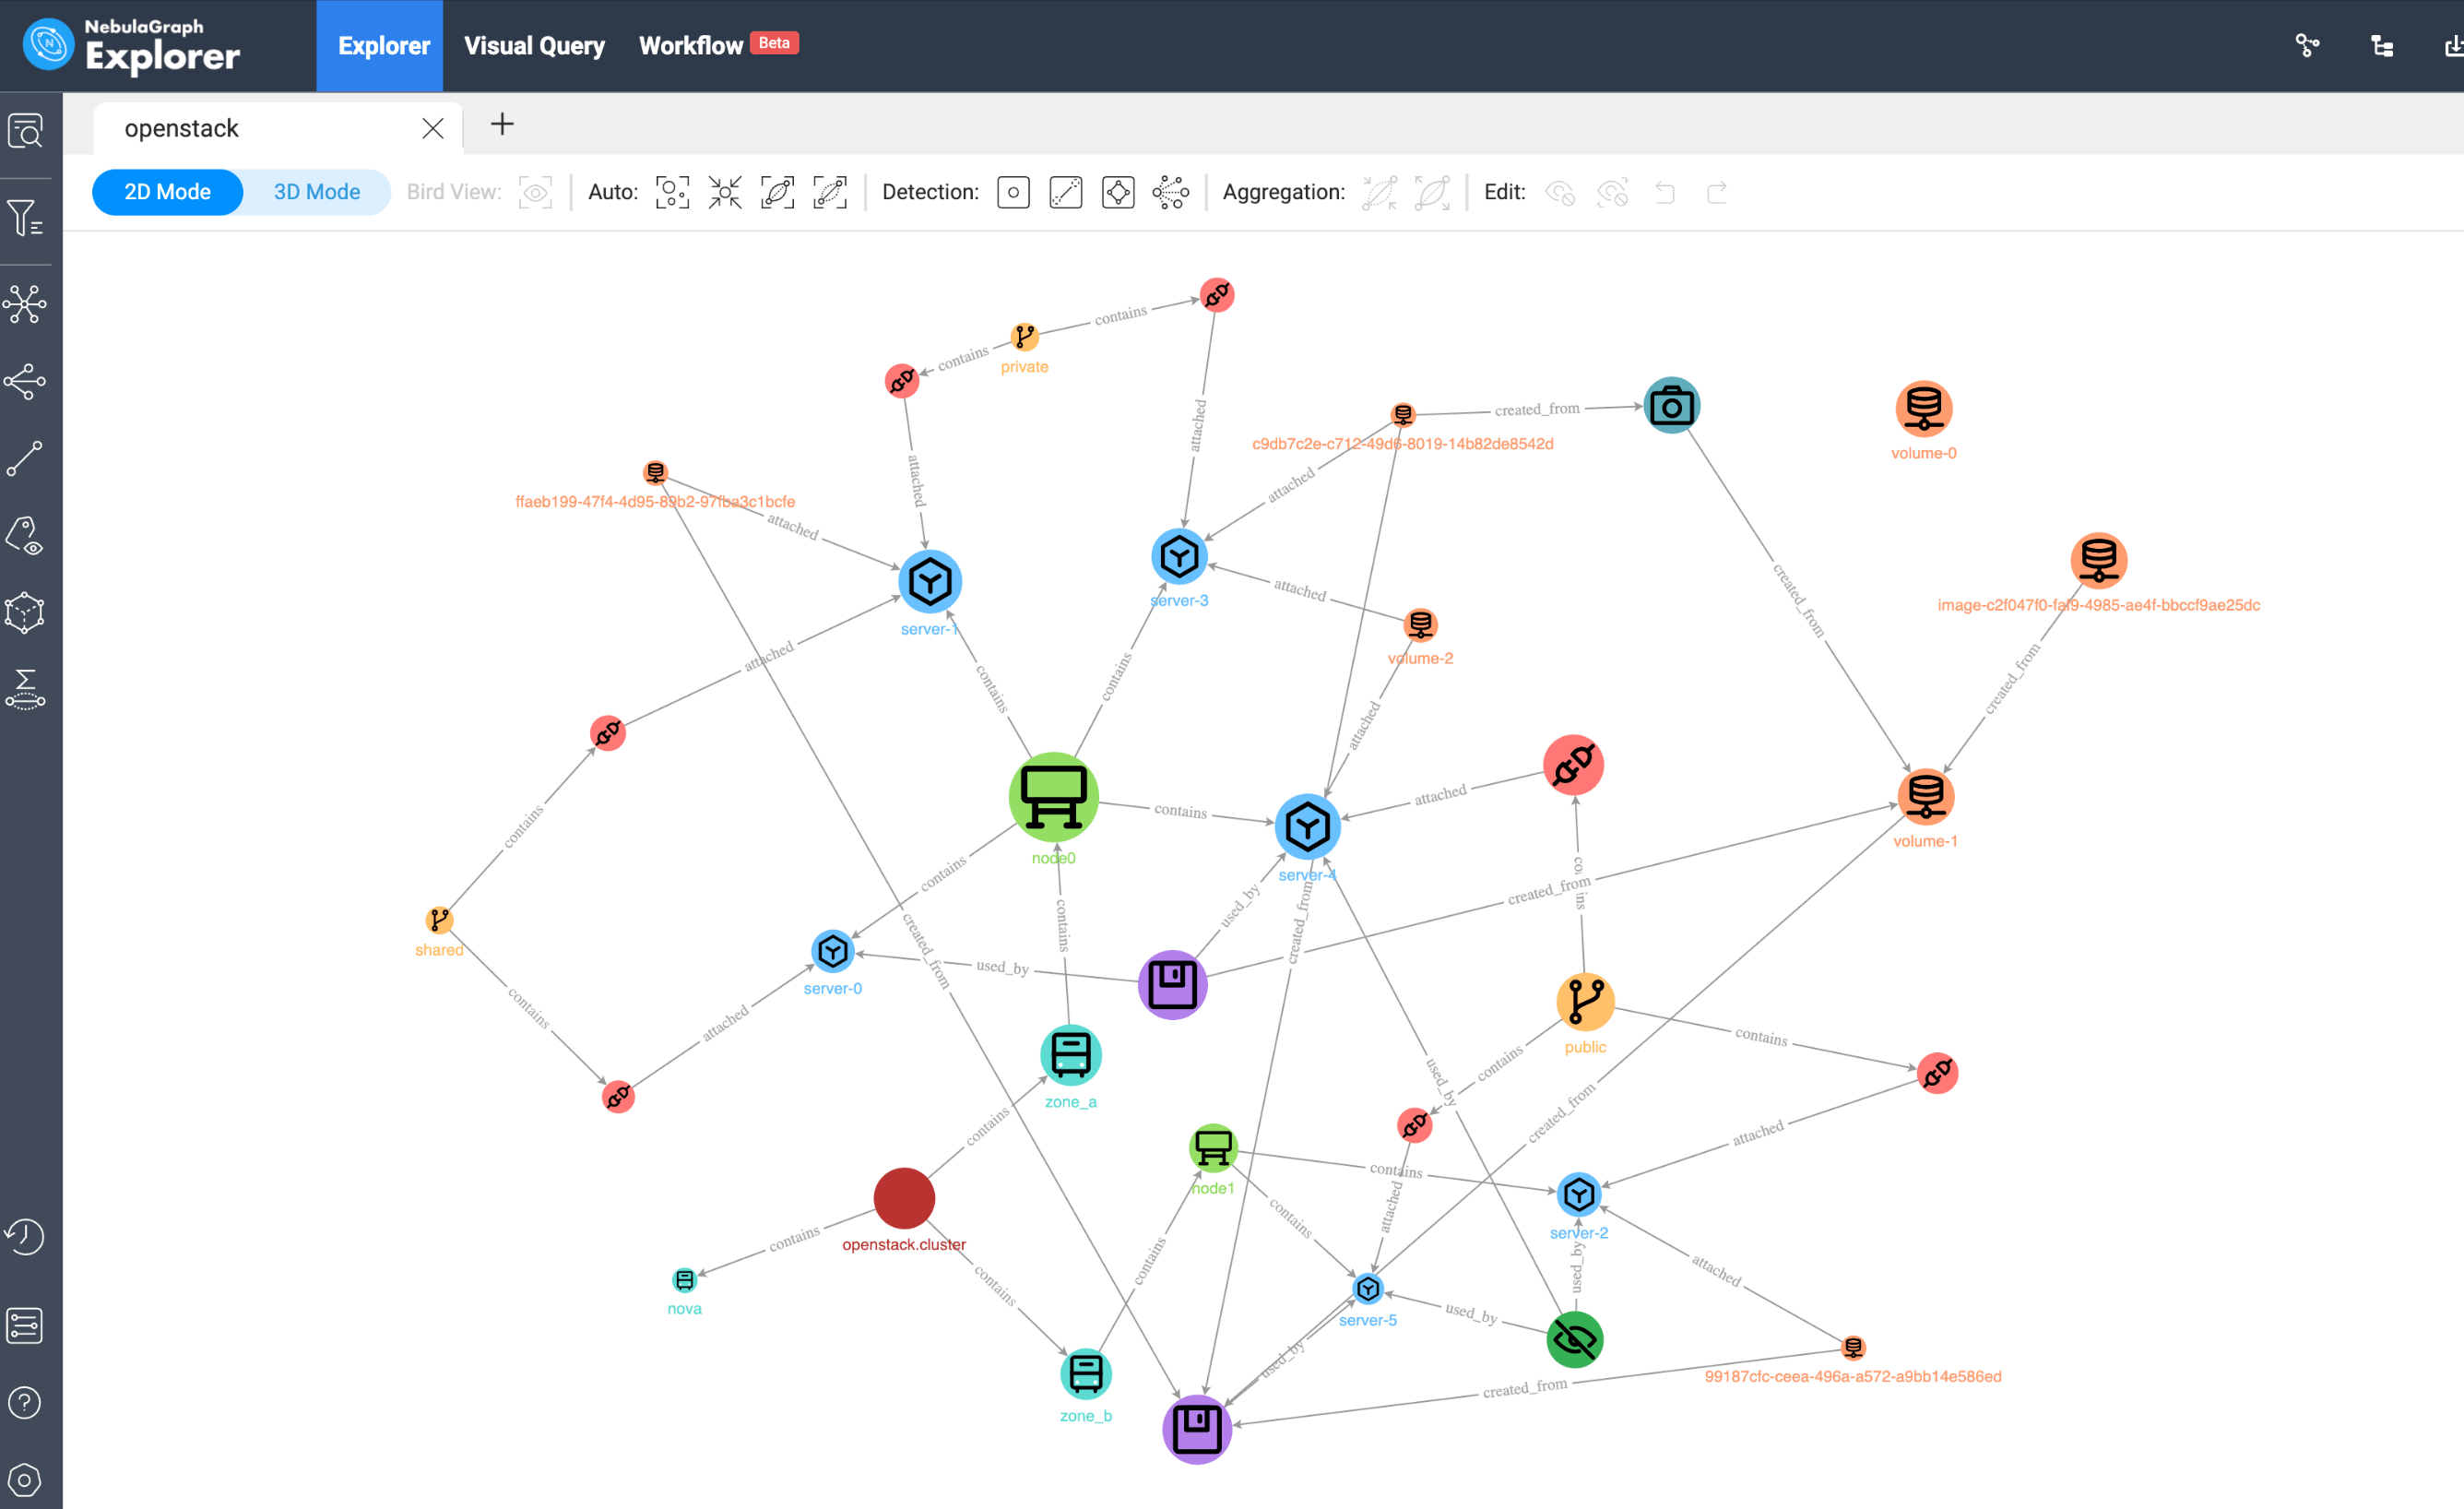 NebulaGraph
Explorer
Explorer
Visual Query
Workflow
Beta
openstack
2D Mode
3D Mode
Bird View:
Auto:
Detection:
Aggregation:
Edit:
contains
private
contains
attached
attached
created_from
c9db7c2e-c712-49d6-8019-14b82de8542d
volume-0
ffaeb199-47f4-4d95-89b2-97fba3c1bcfe
attached
attached
attached
server-3
created_from
image-c2f047f0-faf9-4985-ae4f-bbccf9ae25dc
server-1
attached
volume-2
contains
contains
created_from
attached
contains
attached
contains
node0
server-4
volume-1
contains
contains
created_from
used_by
created_from
contains
created_from
shared
used_by
server-0
contains
attached
public
contains
contains
used_by
zone_a
contains
created_from
attached
contains
node1
attached
contains
server-2
openstack.cluster
contains
used_by
contains
contains
attached
nova
used_by
server-5
used_by
99187cfc-ceea-496a-a572-a9bb14e586ed
created_from
zone_b